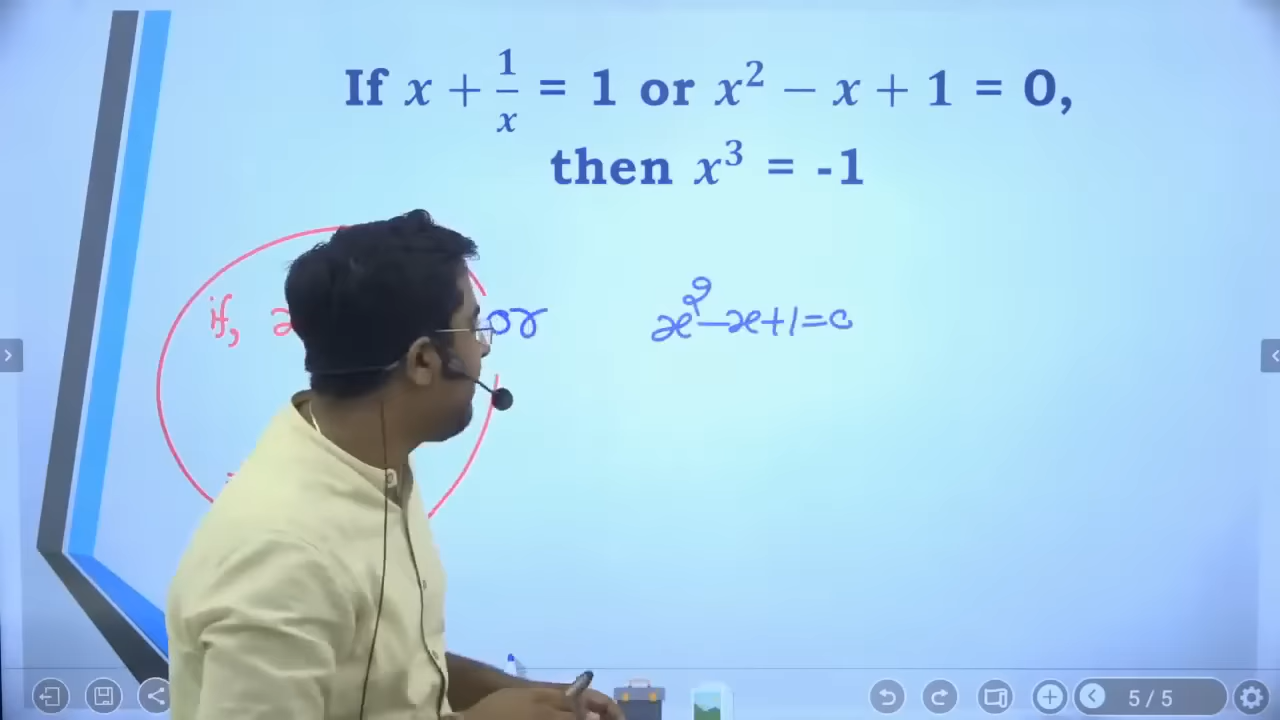 If x + 1/x = 1 or x² − x + 1 = 0,
then x³ = -1
if, or x² − x + 1 = 0
5 / 5